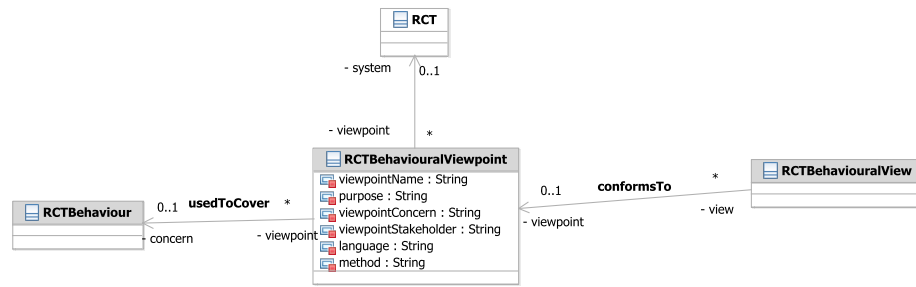 RCT
- system
0..1
- viewpoint
*
RCTBehaviouralViewpoint
viewpointName : String
purpose : String
viewpointConcern : String
viewpointStakeholder : String
language : String
method : String
RCTBehaviour
0..1
usedToCover
*
- concern
- viewpoint
0..1
conformsTo
*
- viewpoint
- view
RCTBehaviouralView